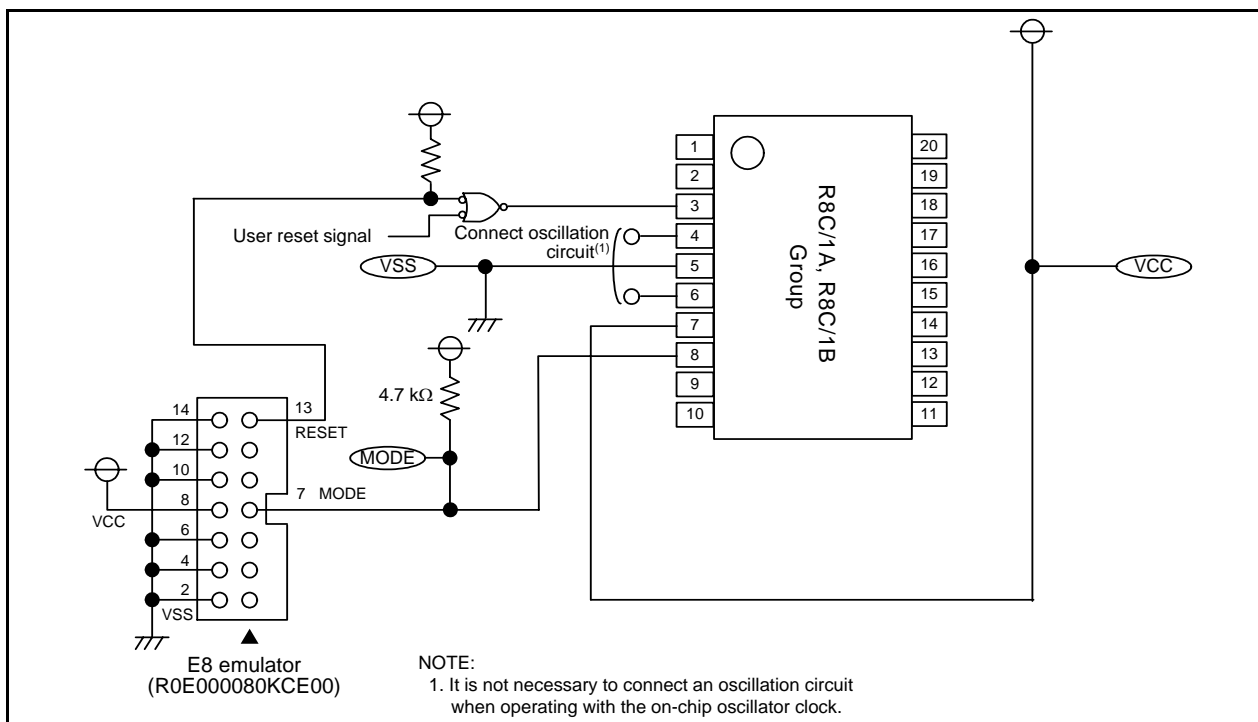 User reset signal
Connect oscillation
circuit(1)
VSS
VCC
1
2
3
4
5
6
7
8
9
10
20
19
18
17
16
15
14
13
12
11
R8C/1A, R8C/1B
Group
4.7 kΩ
MODE
14
13
RESET
12
10
8
VCC
7 MODE
6
4
2
VSS
E8 emulator
(R0E000080KCE00)
NOTE:
1. It is not necessary to connect an oscillation circuit
when operating with the on-chip oscillator clock.